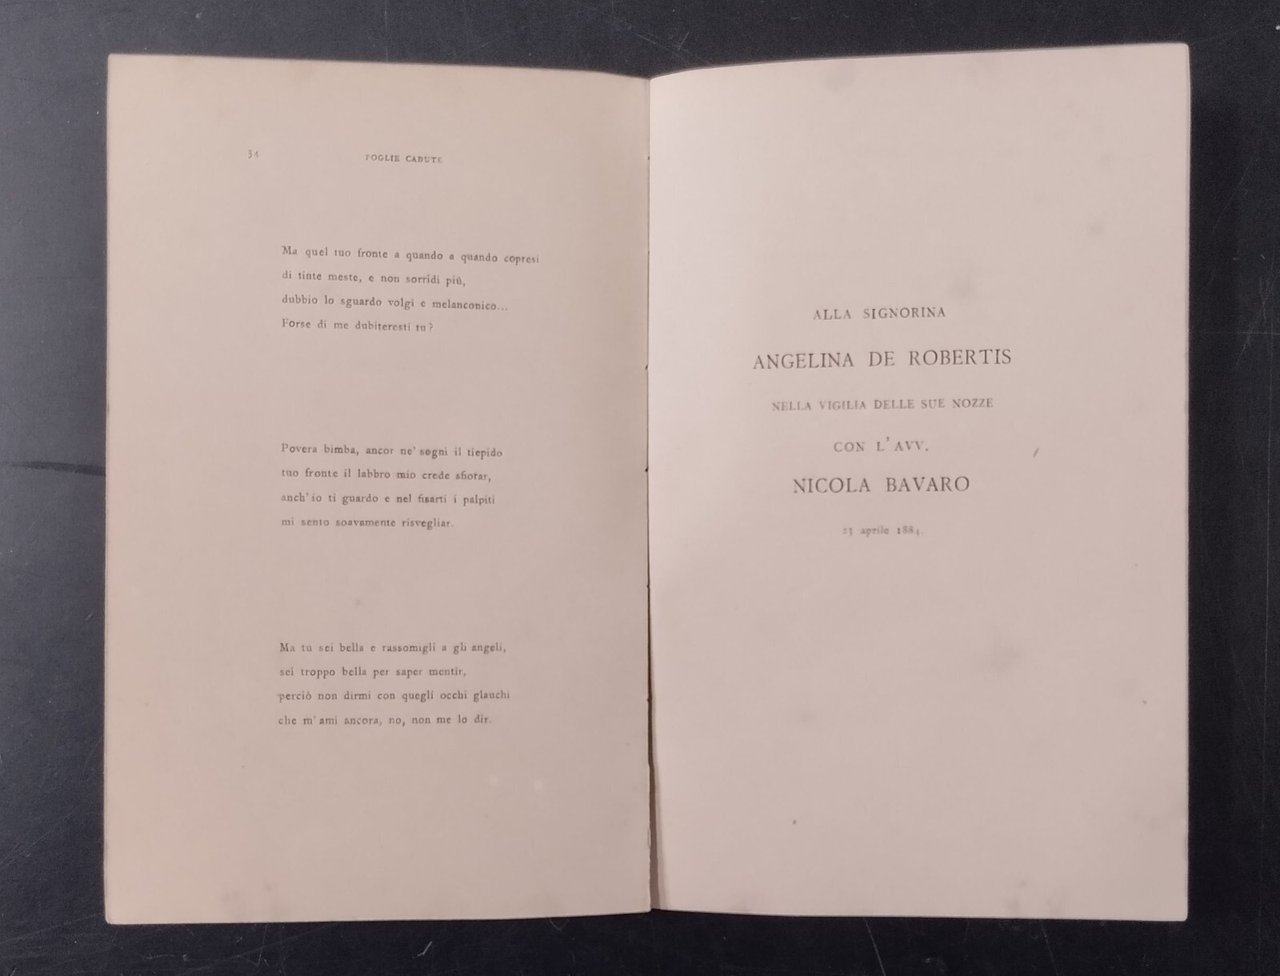 34
FOGLIE CADUTE
Ma quel tuo fronte a quando a quando copresi
di tinte meste, e non sorridi più,
dubbio lo sguardo volgi e melanconico...
Forse di me dubiteresti tu?
Povera bimba, ancor ne' sogni il tiepido
tuo fronte il labbro mio crede sfiorar,
anch'io ti guardo e nel fisarti i palpiti
mi sento soavemente risvegliar.
Ma tu sei bella e rassomigli a gli angeli,
sei troppo bella per saper mentir,
perciò non dirmi con quegli occhi glauchi
che m'ami ancora, no, non me lo dir.
ALLA SIGNORINA
ANGELINA DE ROBERTIS
NELLA VIGILIA DELLE SUE NOZZE
CON L'AVV.
NICOLA BAVARO
23 aprile 1884.